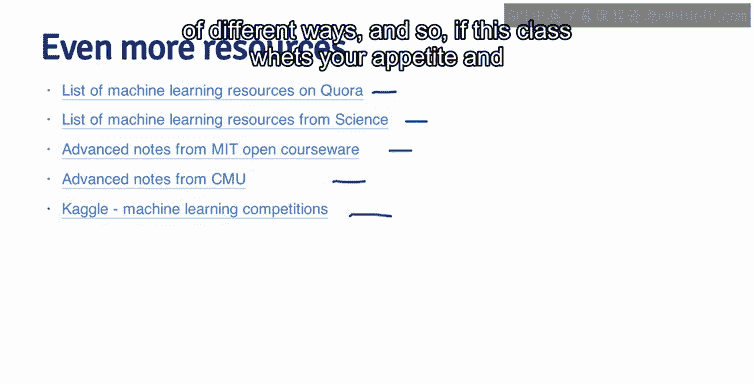 of different ways, and so, if this class
Even more resources
whets your appetite and
· List of machine learning resources on Quora
· List of machine learning resources from Science
· Advanced notes from MIT open courseware
· Advanced notes from CMU
· Kaggle - machine learning competitions